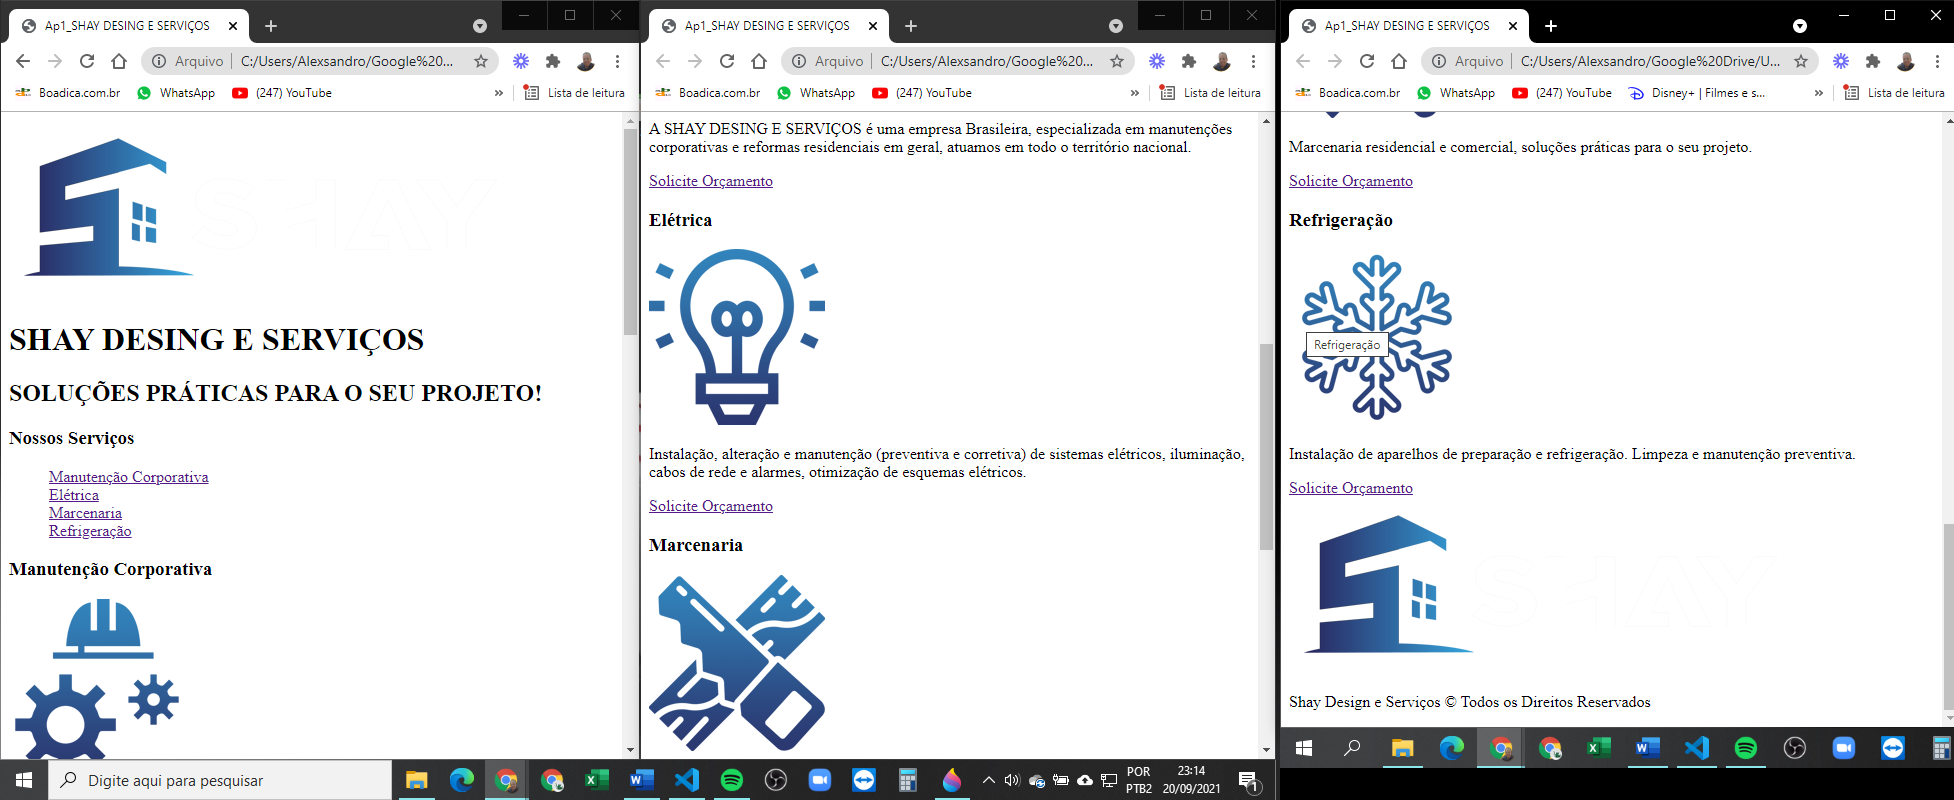 Ap1_SHAY DESING E SERVIÇOS
Arquivo
C:/Users/Alexsandro/Google%20...
Boadica.com.br
WhatsApp
(247) YouTube
»
Lista de leitura
SHAY
SHAY DESING E SERVIÇOS
SOLUÇÕES PRÁTICAS PARA O SEU PROJETO!
Nossos Serviços
Manutenção Corporativa
Elétrica
Marcenaria
Refrigeração
Manutenção Corporativa
Digite aqui para pesquisar
Ap1_SHAY DESING E SERVIÇOS
Arquivo
C:/Users/Alexsandro/Google%20...
Boadica.com.br
WhatsApp
(247) YouTube
»
Lista de leitura
A SHAY DESING E SERVIÇOS é uma empresa Brasileira, especializada em manutenções
corporativas e reformas residenciais em geral, atuamos em todo o território nacional.
Solicite Orçamento
Elétrica
Instalação, alteração e manutenção (preventiva e corretiva) de sistemas elétricos, iluminação,
cabos de rede e alarmes, otimização de esquemas elétricos.
Solicite Orçamento
Marcenaria
POR
PTB2
23:14
20/09/2021
1
Ap1_SHAY DESING E SERVIÇOS
Arquivo
C:/Users/Alexsandro/Google%20Drive/U...
Boadica.com.br
WhatsApp
(247) YouTube
Disney+ | Filmes e s...
»
Lista de leitura
Marcenaria residencial e comercial, soluções práticas para o seu projeto.
Solicite Orçamento
Refrigeração
Refrigeração
Instalação de aparelhos de preparação e refrigeração. Limpeza e manutenção preventiva.
Solicite Orçamento
SHAY
Shay Design e Serviços © Todos os Direitos Reservados